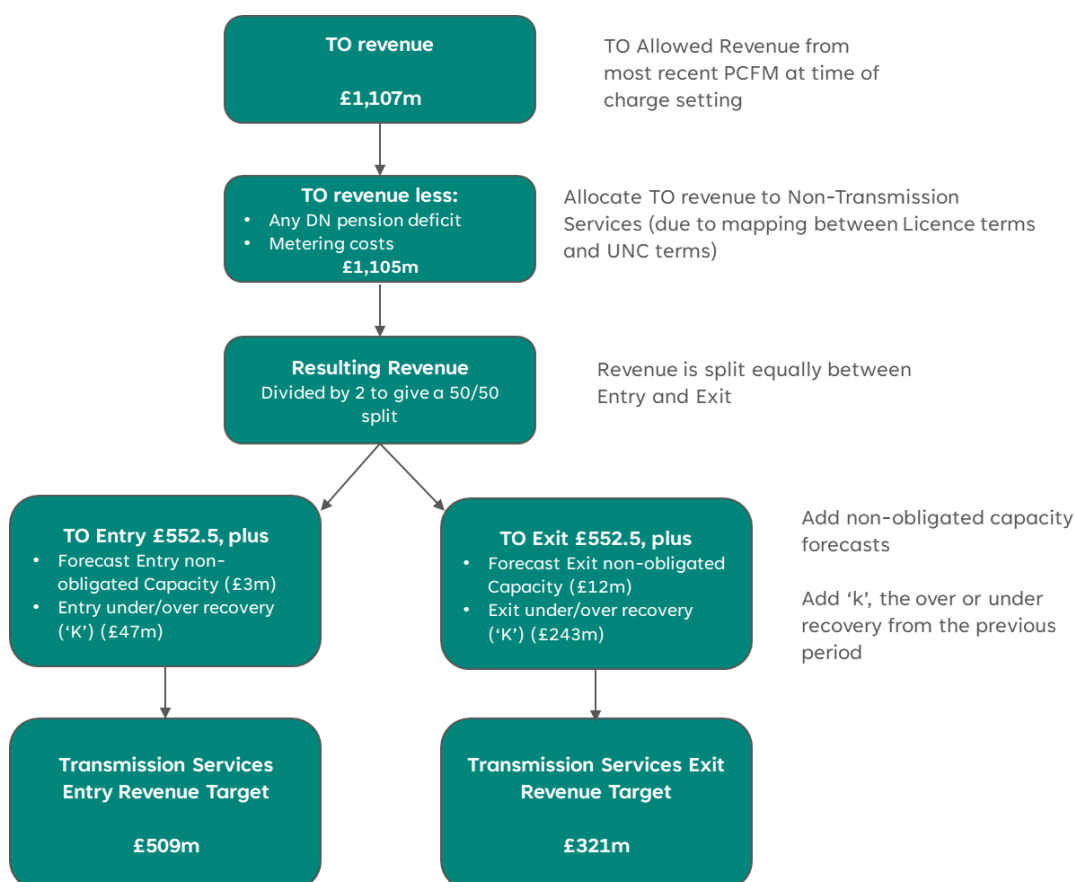 TO revenue
£1,107m
TO Allowed Revenue from
most recent PCFM at time of
charge setting
TO revenue less:
• Any DN pension deficit
• Metering costs
£1,105m
Allocate TO revenue to Non-Transmission
Services (due to mapping between Licence terms
and UNC terms)
Resulting Revenue
Divided by 2 to give a 50/50
split
Revenue is split equally between
Entry and Exit
TO Entry £552.5, plus
• Forecast Entry non-
obligated Capacity (£3m)
• Entry under/over recovery
(‘K’) (£47m)
TO Exit £552.5, plus
• Forecast Exit non-obligated
Capacity (£12m)
• Exit under/over recovery
(‘K’) (£243m)
Add non-obligated capacity
forecasts
Add ‘k’, the over or under
recovery from the previous
period
Transmission Services
Entry Revenue Target
£509m
Transmission Services Exit
Revenue Target
£321m